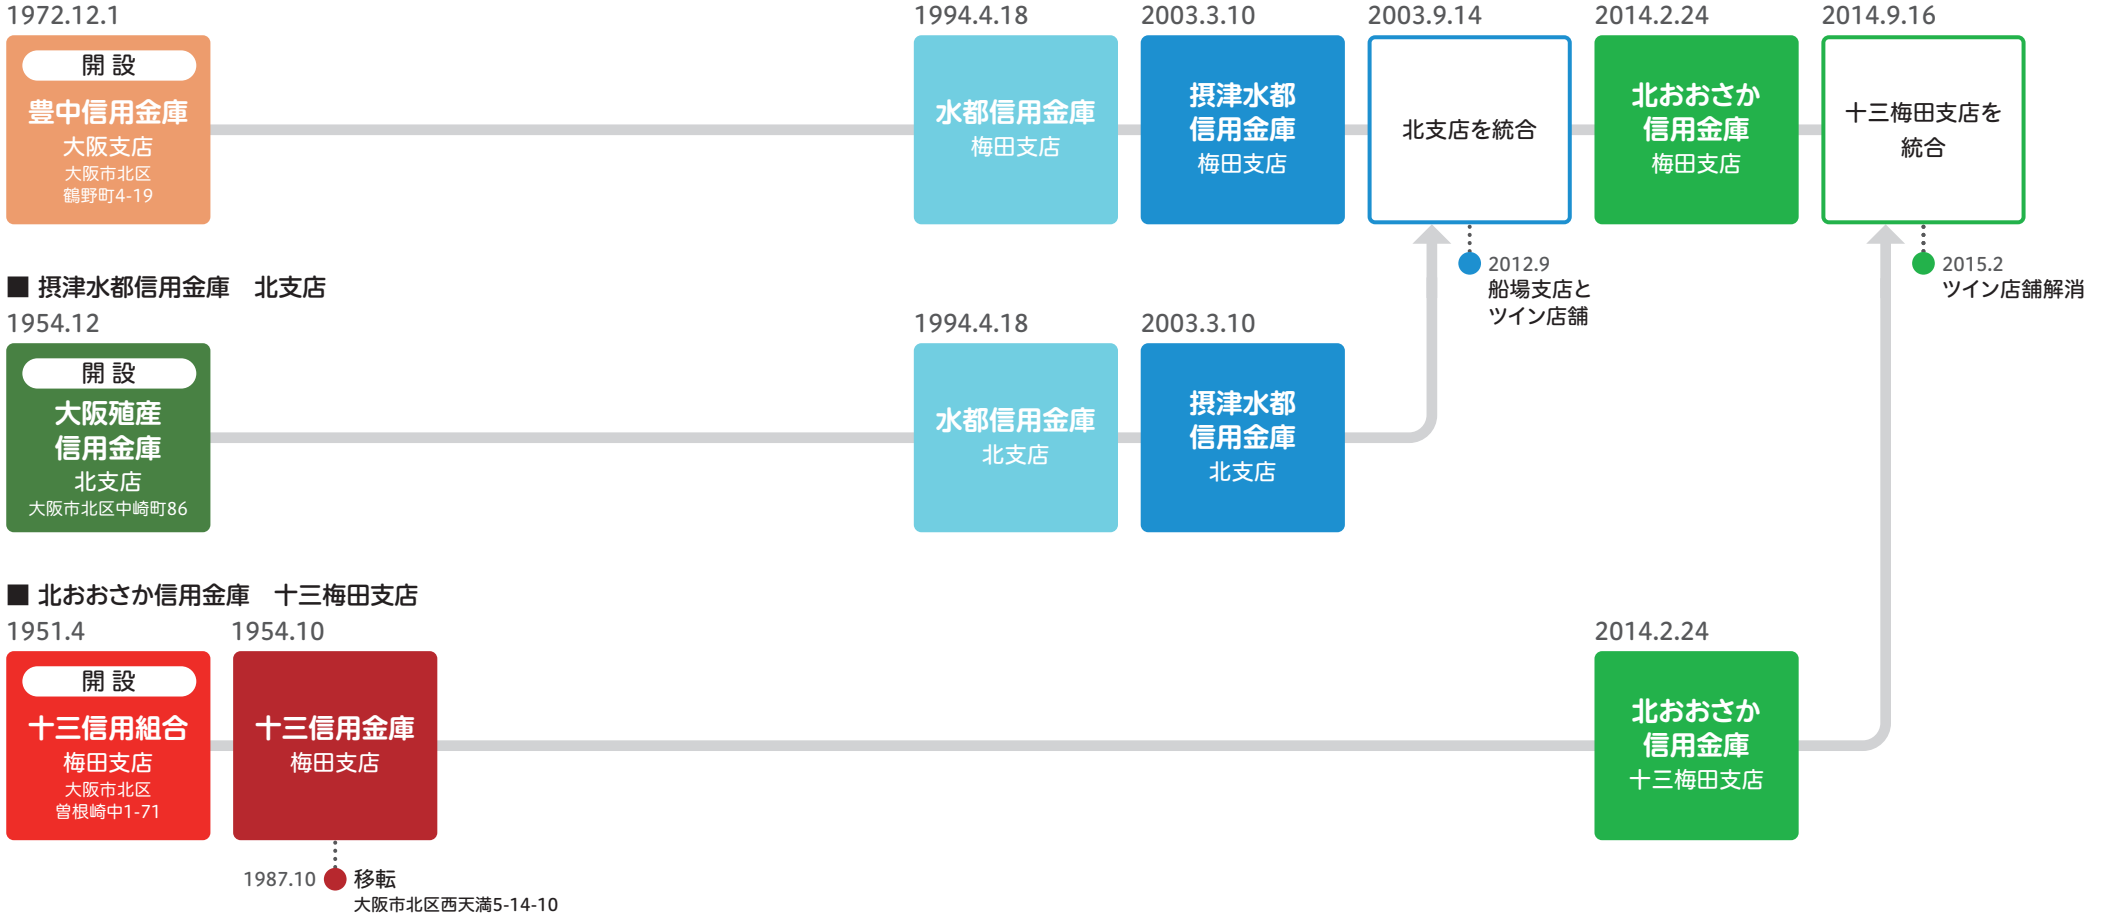 1972.12.1
開設
豊中信用金庫
大阪支店
大阪市北区
鶴野町4-19
1994.4.18
水都信用金庫
梅田支店
2003.3.10
摂津水都
信用金庫
梅田支店
2003.9.14
北支店を統合
2012.9
船場支店と
ツイン店舗
2014.2.24
北おおさか
信用金庫
梅田支店
2014.9.16
十三梅田支店を
統合
2015.2
ツイン店舗解消
■ 摂津水都信用金庫　北支店
1954.12
開設
大阪殖産
信用金庫
北支店
大阪市北区中崎町86
1994.4.18
水都信用金庫
北支店
2003.3.10
摂津水都
信用金庫
北支店
■ 北おおさか信用金庫　十三梅田支店
1951.4
開設
十三信用組合
梅田支店
大阪市北区
曽根崎中1-71
1954.10
十三信用金庫
梅田支店
1987.10
移転
大阪市北区西天満5-14-10
2014.2.24
北おおさか
信用金庫
十三梅田支店